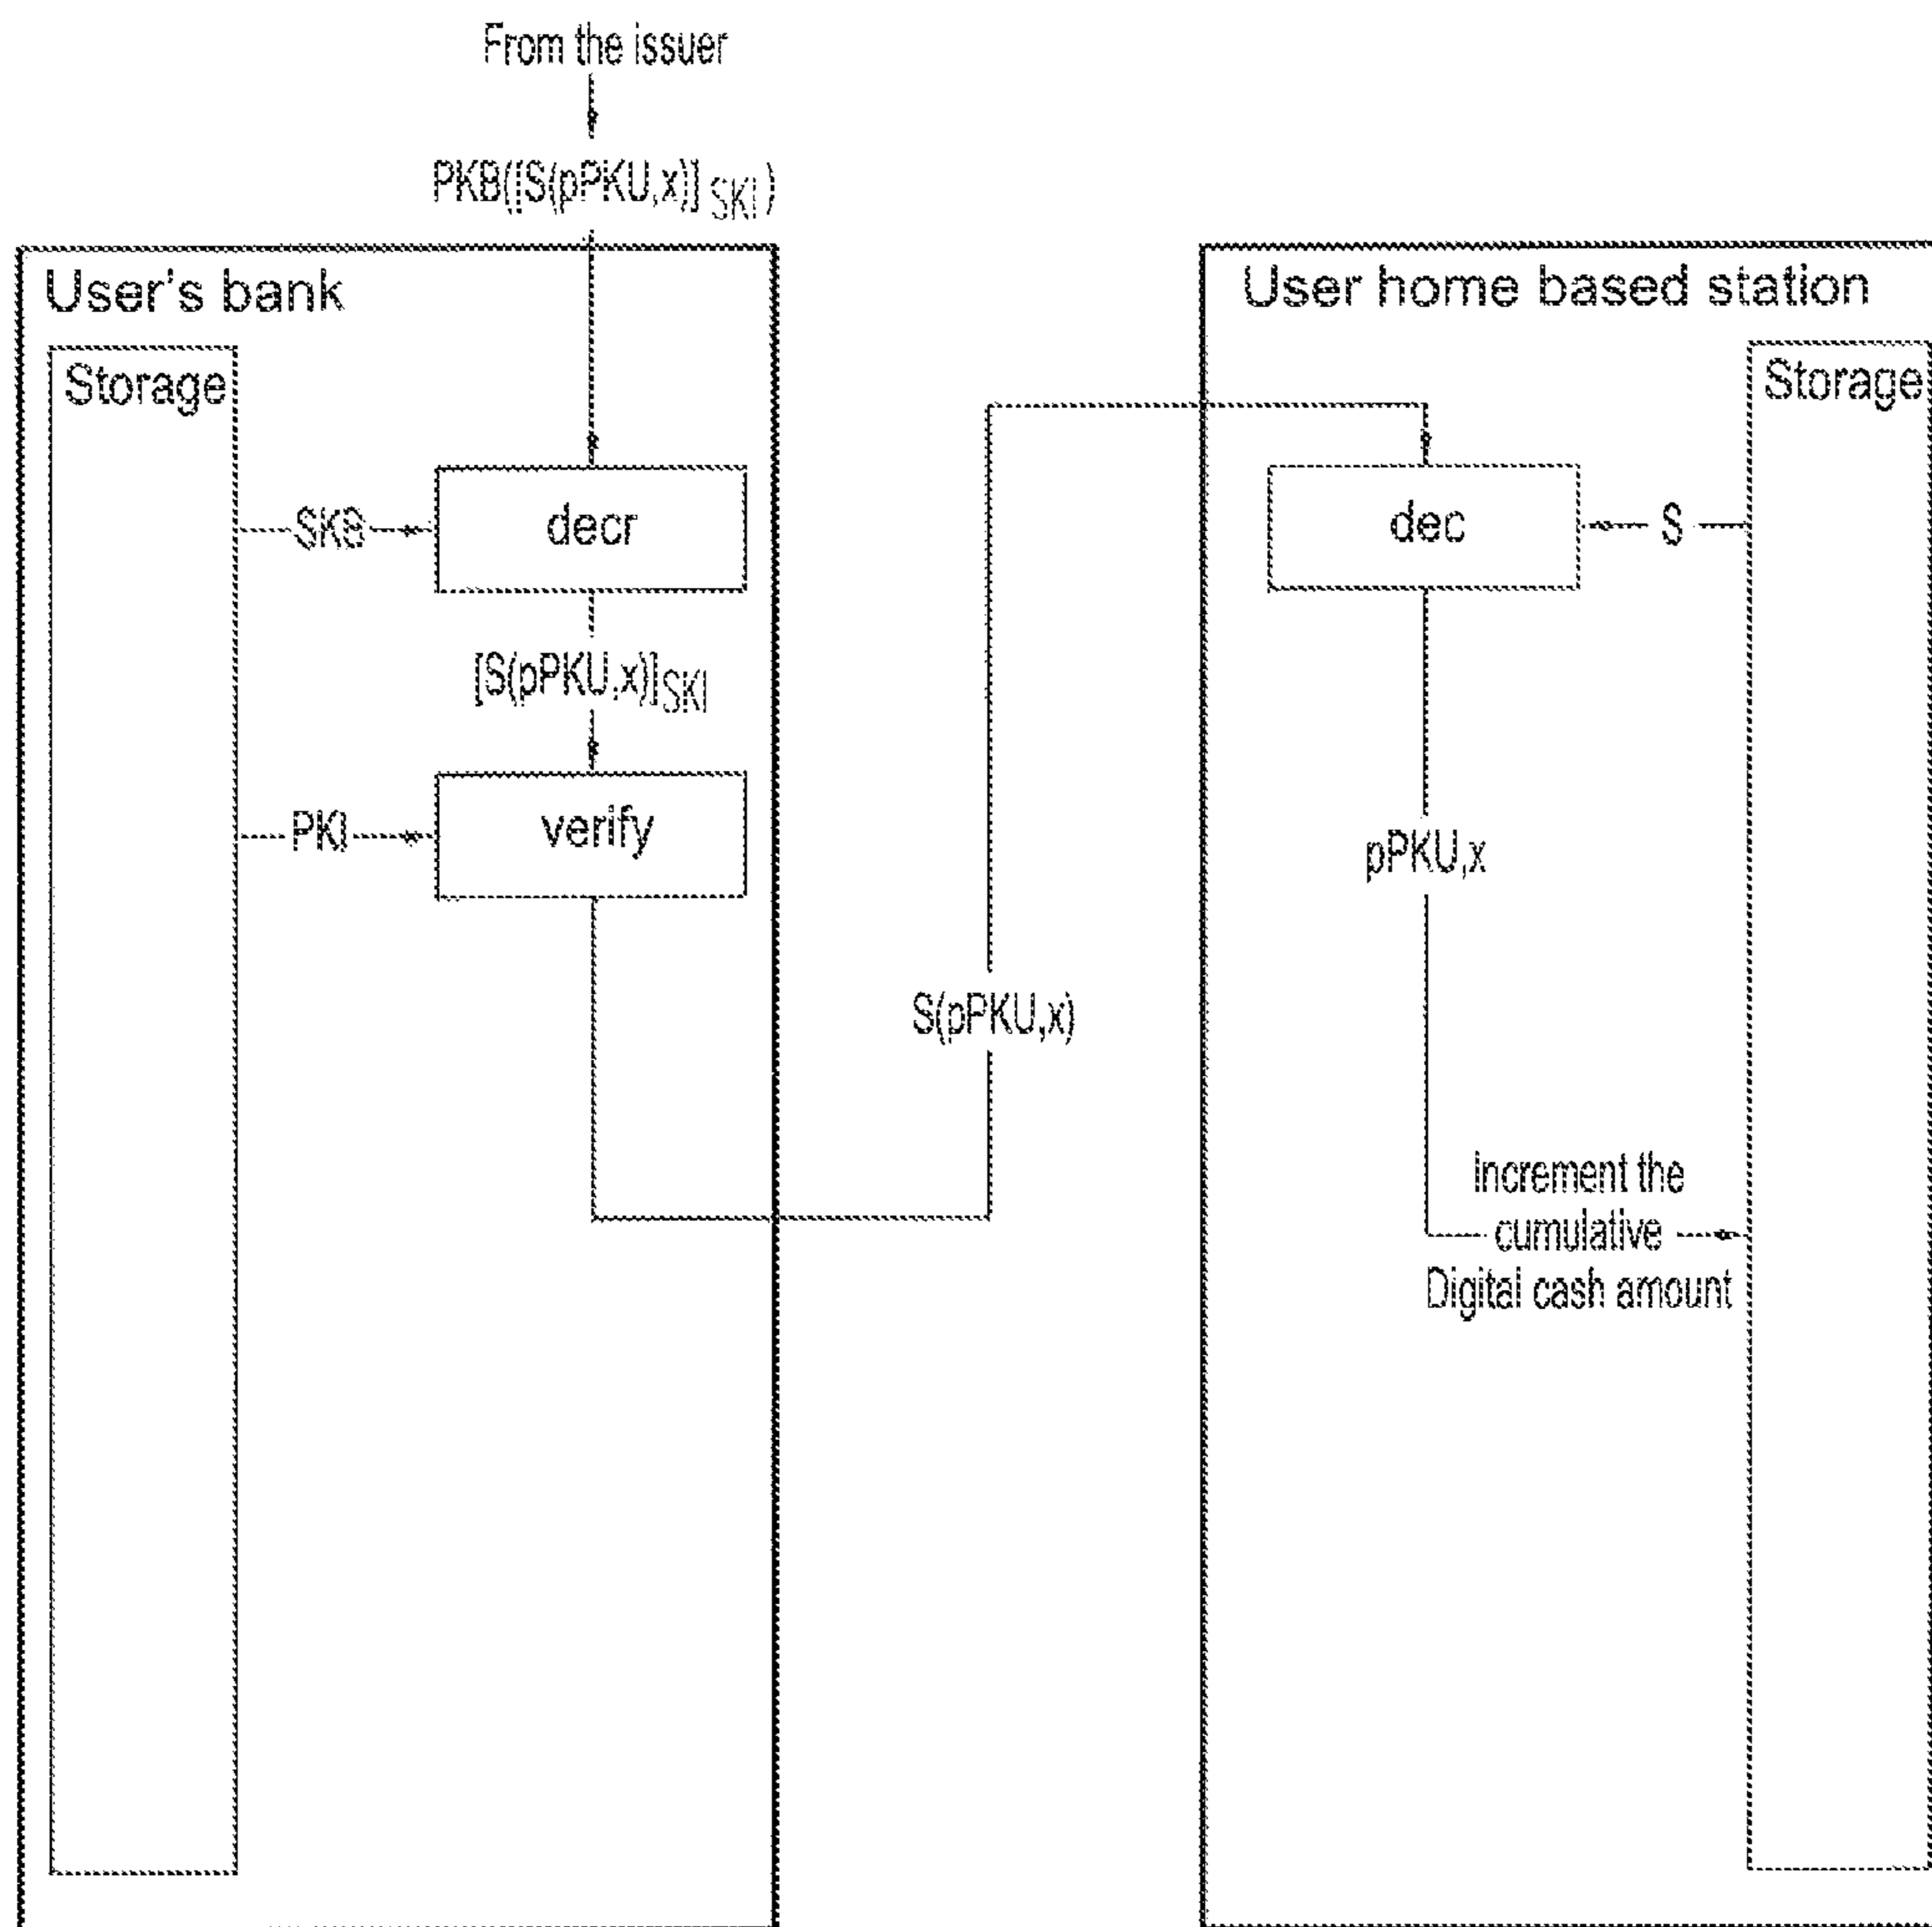 From the issuer
PKB([S(pPKU,x)] SKI )
User's bank
Storage
SKB
decr
[S(pPKU,x)]SKI
PKI
verify
S(pPKU,x)
User home based station
Storage
dec
S
pPKU,x
Increment the
cumulative
Digital cash amount